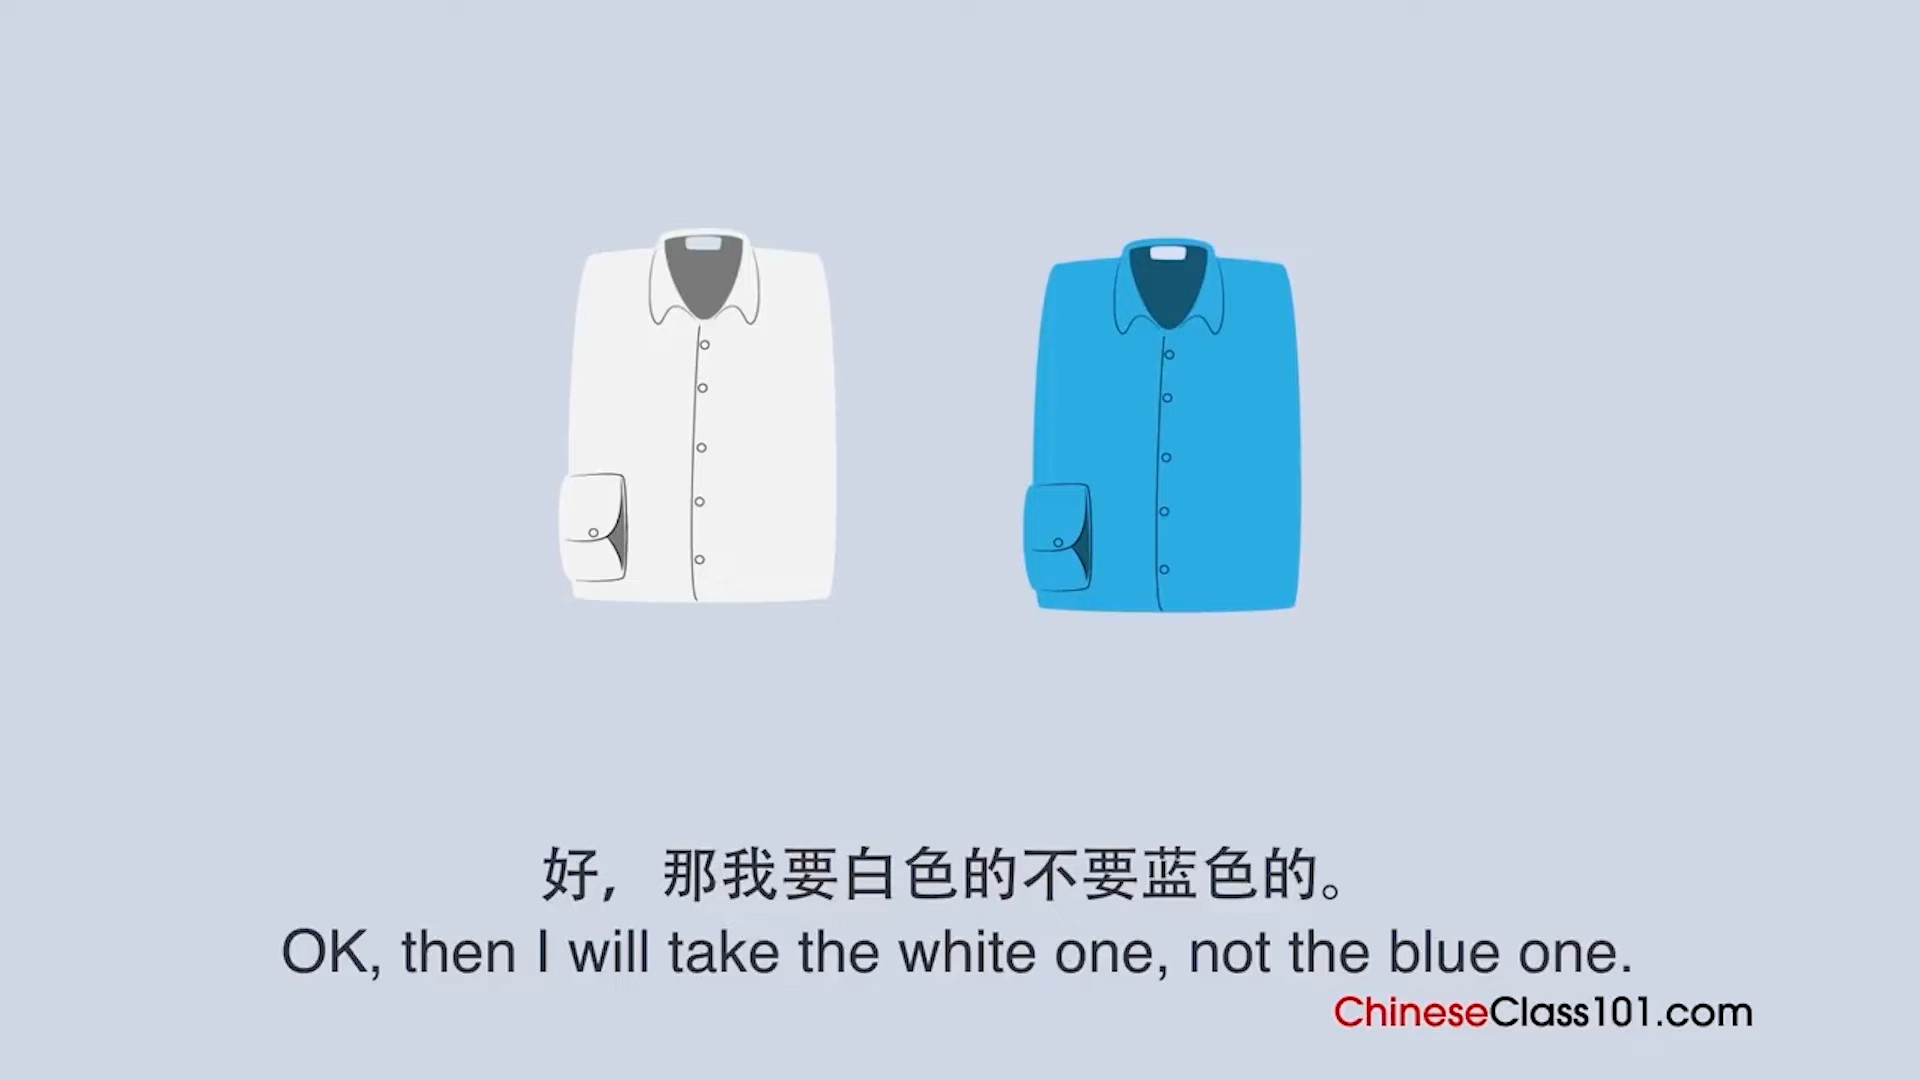 好，那我要白色的不要蓝色的。
OK, then I will take the white one, not the blue one.
ChineseClass101.com